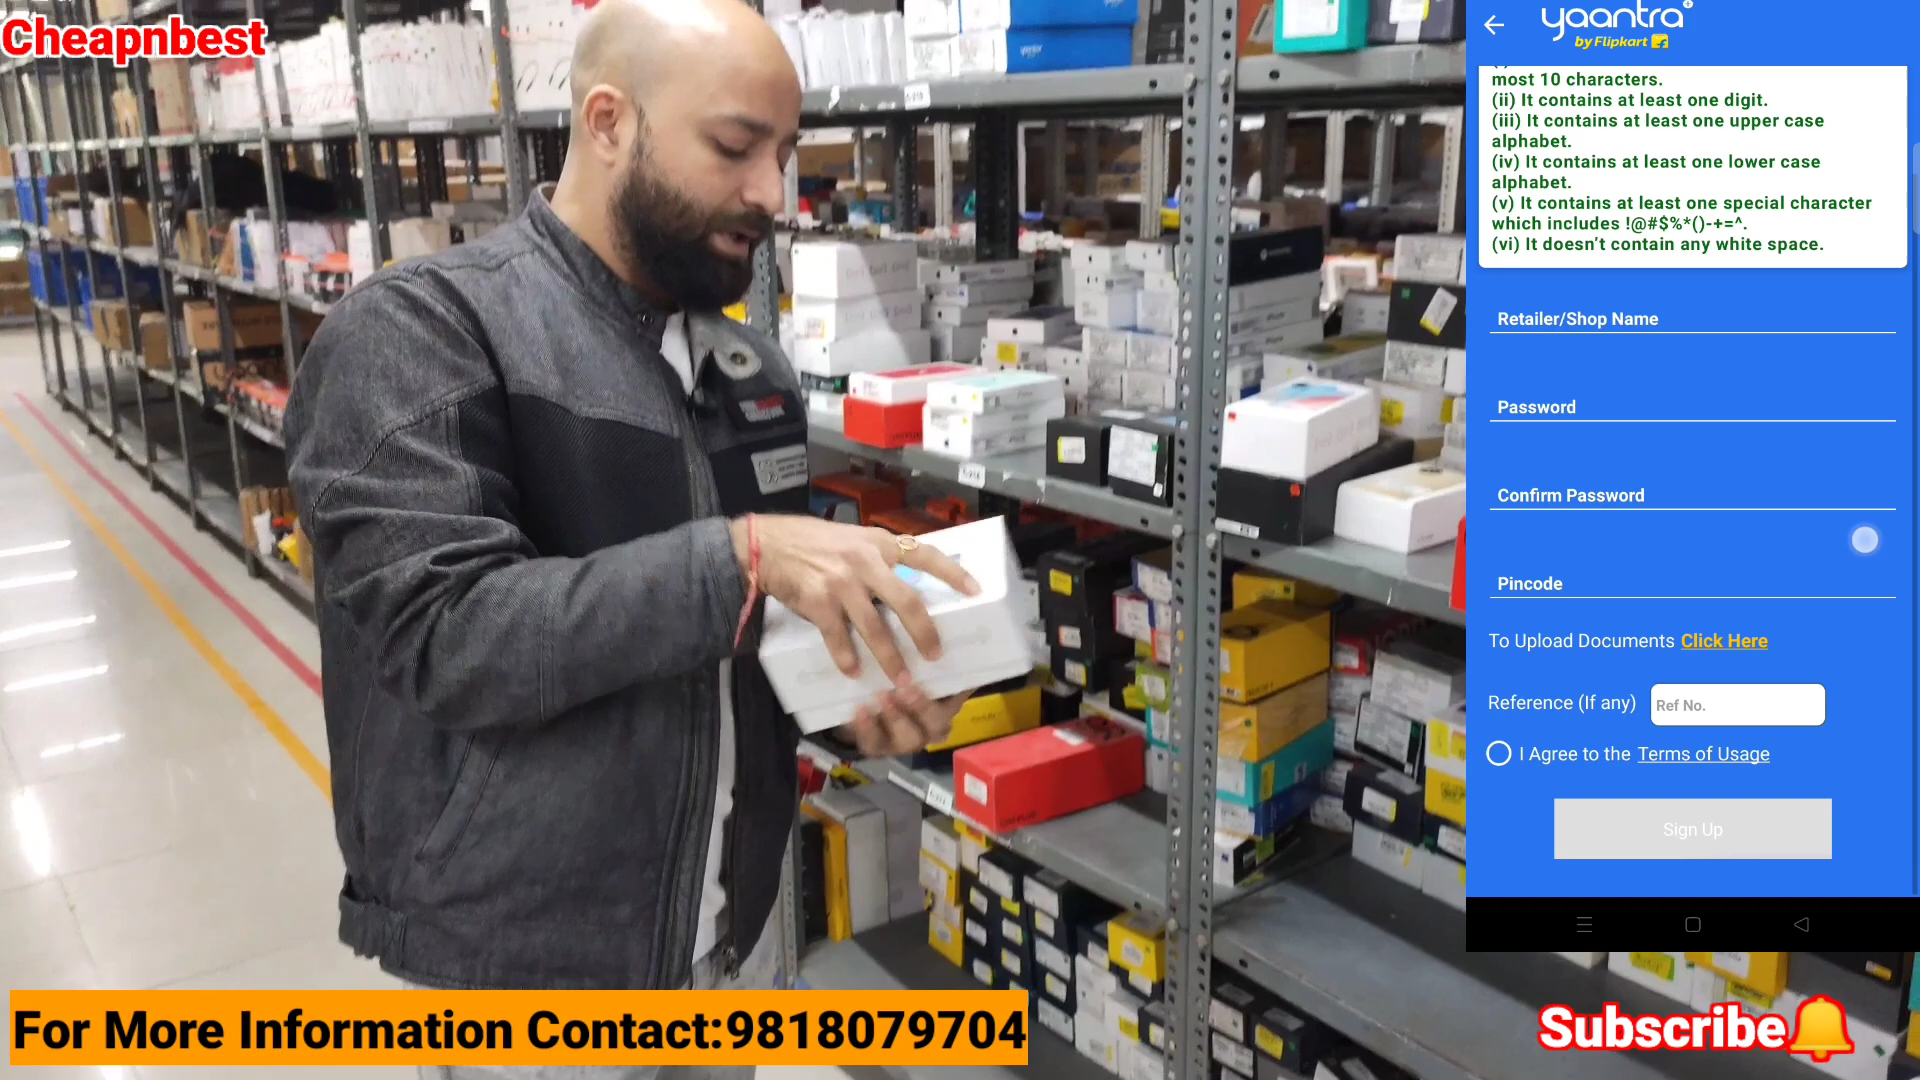 Cheapnbest
yaantra
by Flipkart
most 10 characters.
(ii) It contains at least one digit.
(iii) It contains at least one upper case
alphabet.
(iv) It contains at least one lower case
alphabet.
(v) It contains at least one special character
which includes !@#$%*()-+=^.
(vi) It doesn't contain any white space.
Retailer/Shop Name
Password
Confirm Password
Pincode
To Upload Documents Click Here
Reference (If any) Ref No.
I Agree to the Terms of Usage
Sign Up
For More Information Contact:9818079704
Subscribe